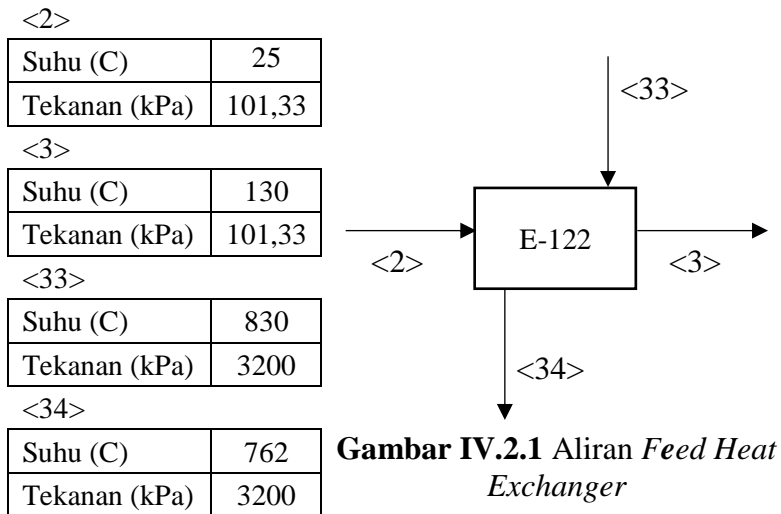 <2>
Suhu (C) 25
Tekanan (kPa) 101,33
<3>
Suhu (C) 130
Tekanan (kPa) 101,33
<33>
Suhu (C) 830
Tekanan (kPa) 3200
<34>
Suhu (C) 762
Tekanan (kPa) 3200
<33>
E-122
<2>
<3>
<34>
Gambar IV.2.1 Aliran Feed Heat
Exchanger